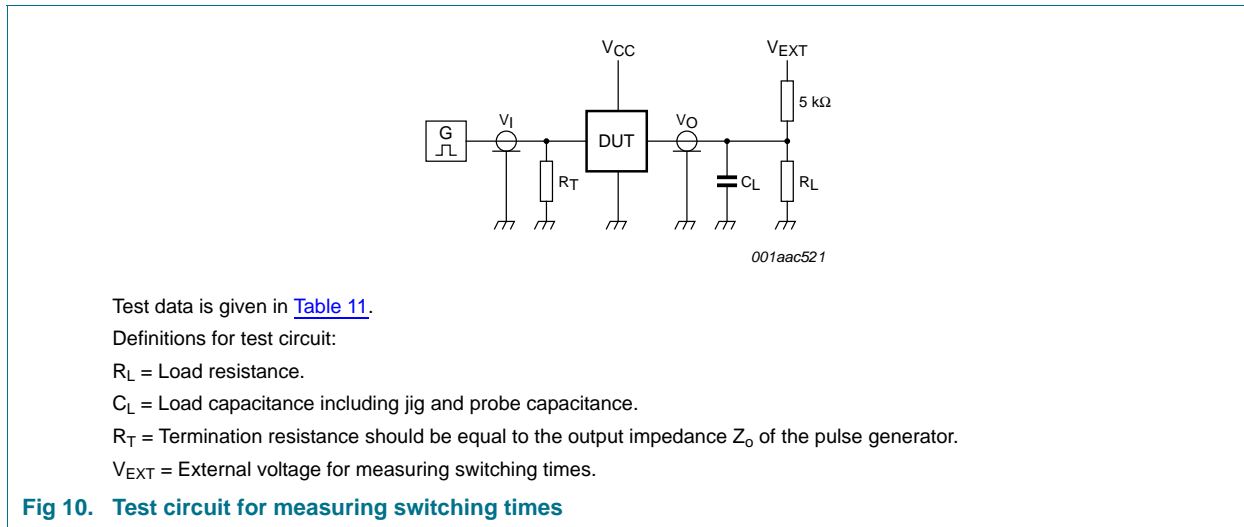 VCC
VEXT
5 kΩ
G
VI
DUT
VO
RT
CL
RL
001aac521
Test data is given in Table 11.
Definitions for test circuit:
RL = Load resistance.
CL = Load capacitance including jig and probe capacitance.
RT = Termination resistance should be equal to the output impedance Zo of the pulse generator.
VEXT = External voltage for measuring switching times.
Fig 10. Test circuit for measuring switching times